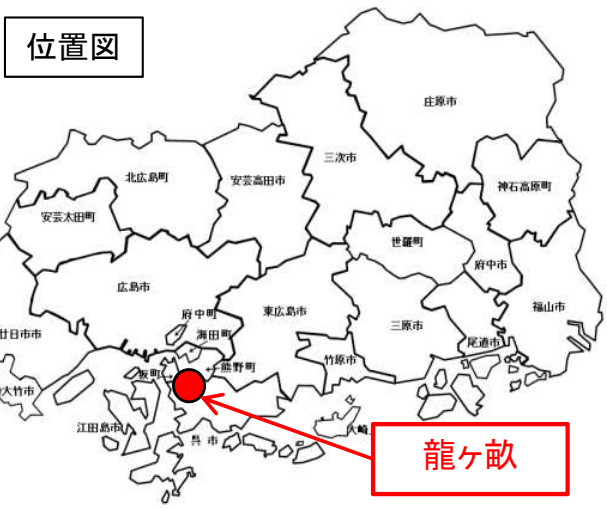 位置図
庄原市
三次市
北広島町
安芸高田市
神石高原町
安芸太田町
世羅町
府中市
広島市
東広島市
福山市
府中町
三原市
海田町
尾道市
廿日市市
竹原市
熊野町
坂町
大竹市
江田島市
呉市
大崎
龍ヶ畝